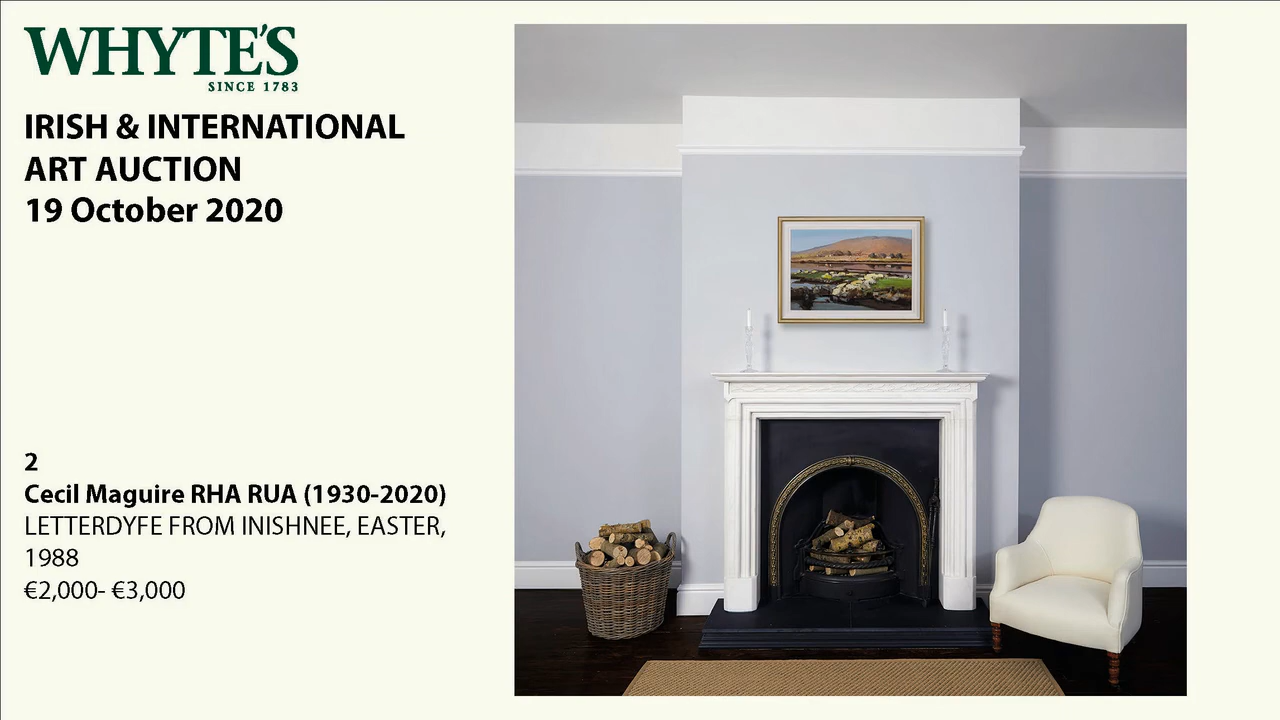 WHYTE'S
SINCE 1783
IRISH & INTERNATIONAL
ART AUCTION
19 October 2020
2
Cecil Maguire RHA RUA (1930-2020)
LETTERDYFE FROM INISHNEE, EASTER,
1988
€2,000- €3,000